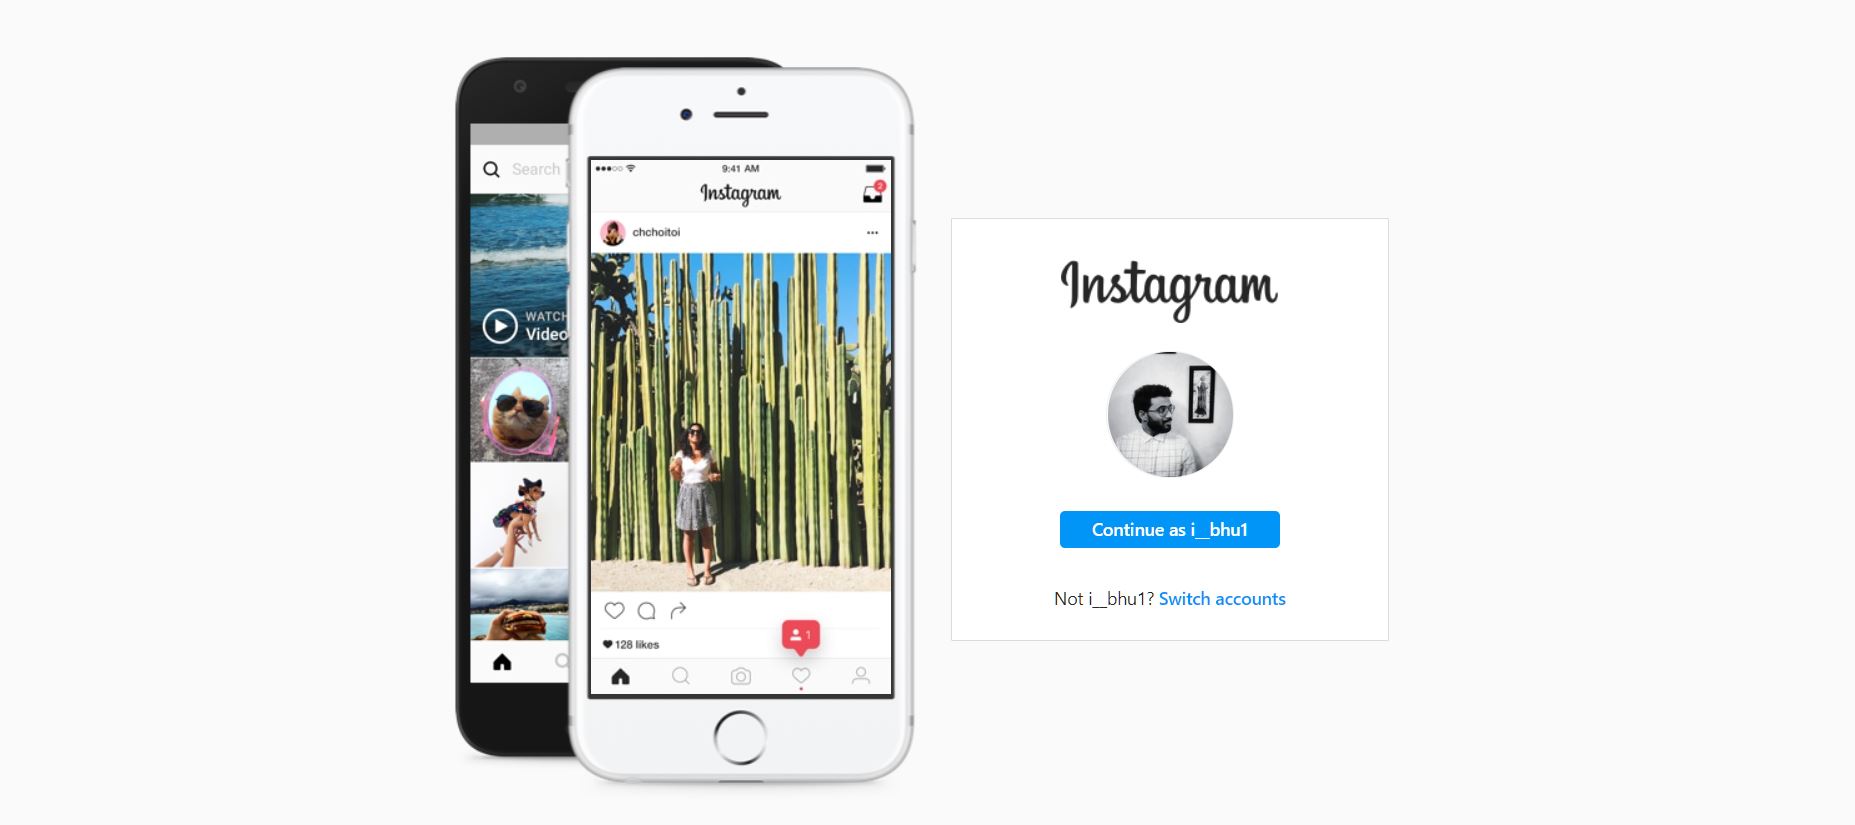 Search
WATCH
Video
9:41 AM
Instagram
2
chchoitoi
128 likes
1
Instagram
Continue as i__bhu1
Not i__bhu1? Switch accounts